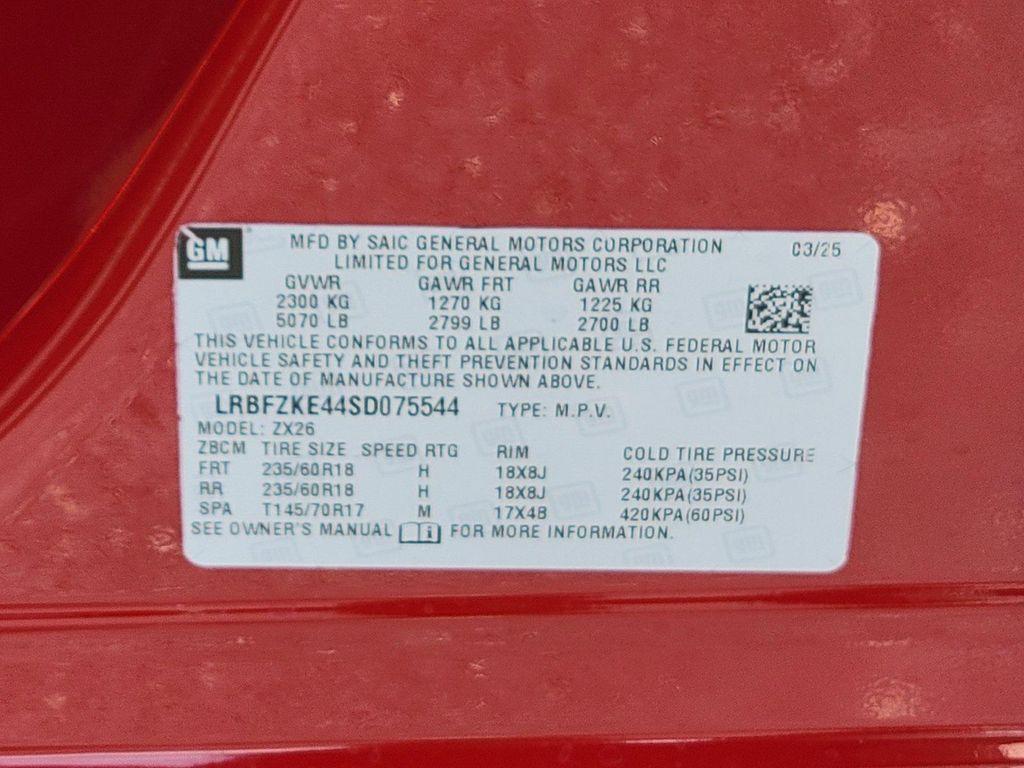 GM
MFD BY SAIC GENERAL MOTORS CORPORATION 03/25
LIMITED FOR GENERAL MOTORS LLC
GVWR GAWR FRT GAWR RR
2300 KG 1270 KG 1225 KG
5070 LB 2799 LB 2700 LB
THIS VEHICLE CONFORMS TO ALL APPLICABLE U.S. FEDERAL MOTOR
VEHICLE SAFETY AND THEFT PREVENTION STANDARDS IN EFFECT ON
THE DATE OF MANUFACTURE SHOWN ABOVE.
LRBFZKE44SD075544 TYPE: M.P.V.
MODEL: ZX26
ZBCM TIRE SIZE SPEED RTG RIM COLD TIRE PRESSURE
FRT 235/60R18 H 18X8J 240KPA(35PSI)
RR 235/60R18 H 18X8J 240KPA(35PSI)
SPA T145/70R17 M 17X4B 420KPA(60PSI)
SEE OWNER'S MANUAL i FOR MORE INFORMATION.